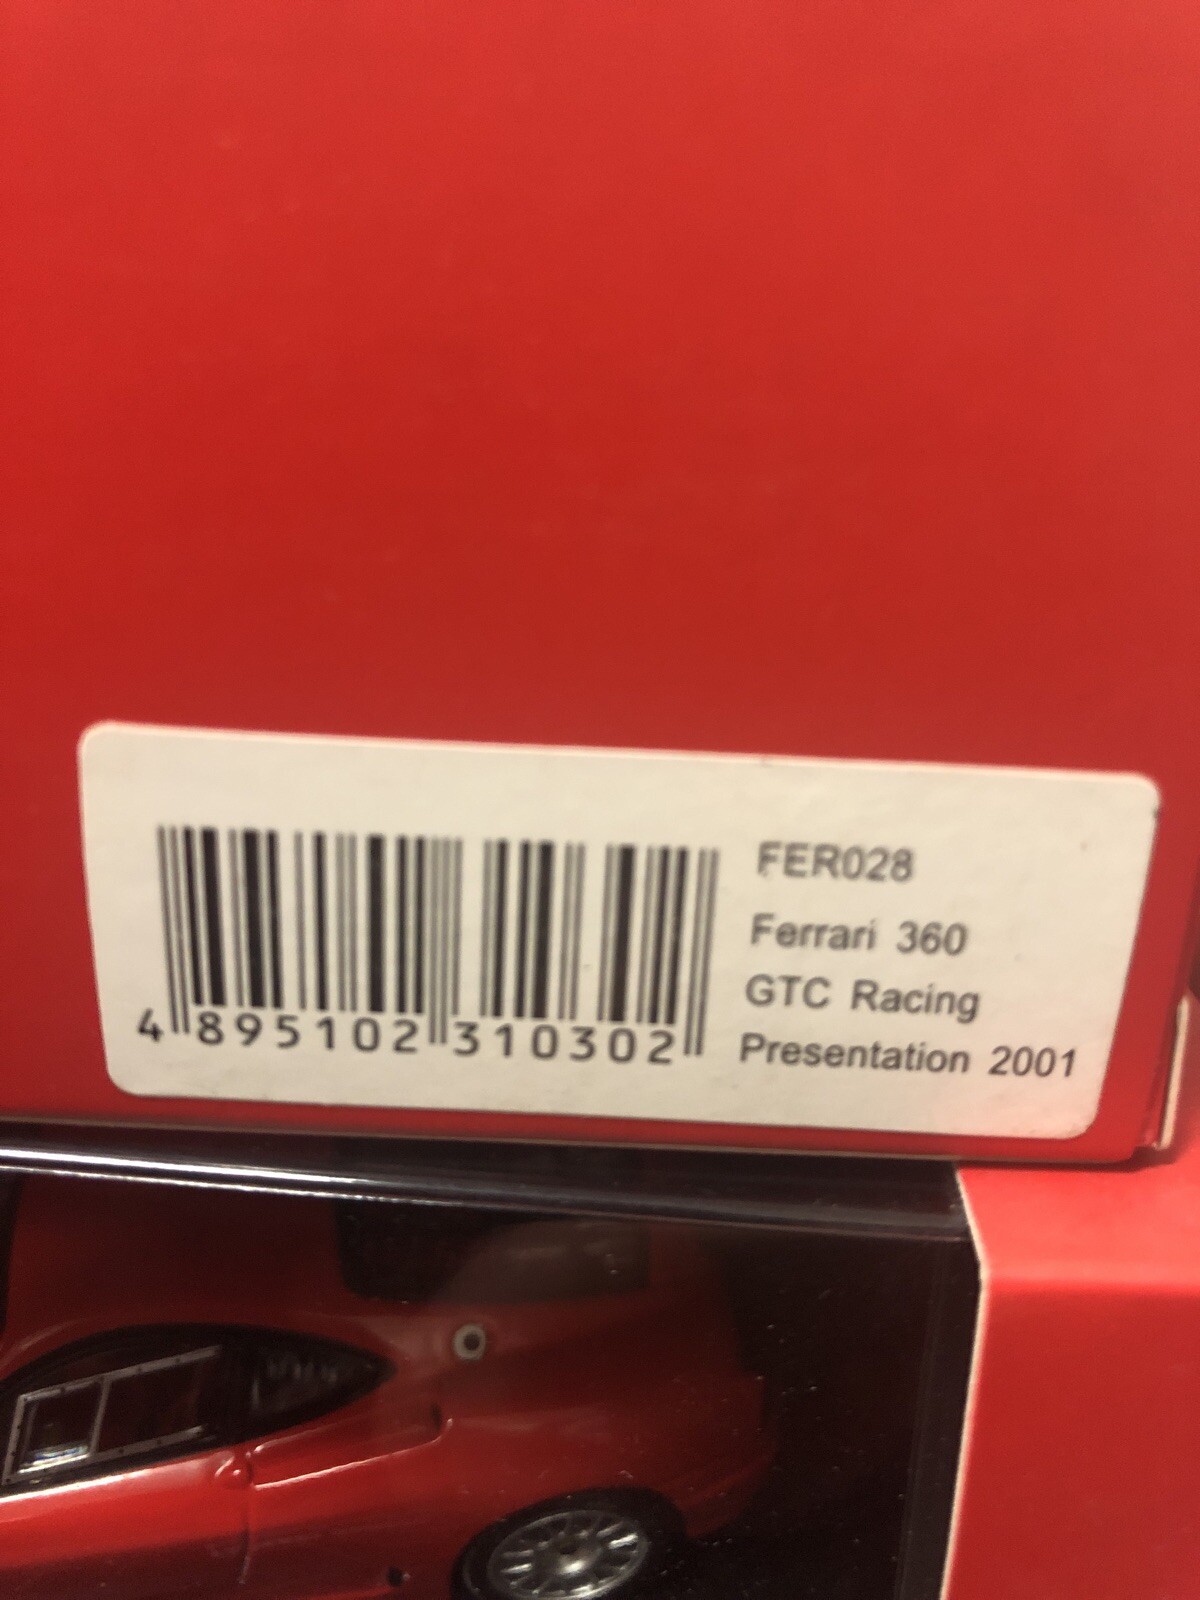 FER028
Ferrari 360
GTC Racing
Presentation 2001
4 895102 310302